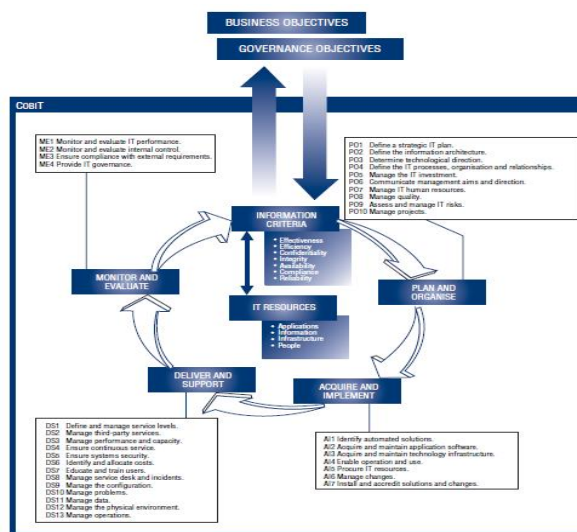 BUSINESS OBJECTIVES
GOVERNANCE OBJECTIVES
COBIT
ME1 Monitor and evaluate IT performance.
ME2 Monitor and evaluate internal control.
ME3 Ensure compliance with external requirements.
ME4 Provide IT governance.
PO1 Define a strategic IT plan.
PO2 Define the information architecture.
PO3 Determine technological direction.
PO4 Define the IT processes, organisation and relationships.
PO5 Manage the IT investment.
PO6 Communicate management aims and direction.
PO7 Manage IT human resources.
PO8 Manage quality.
PO9 Assess and manage IT risks.
PO10 Manage projects.
INFORMATION
CRITERIA
Effectiveness
Efficiency
Confidentiality
Integrity
Availability
Compliance
Reliability
MONITOR AND
EVALUATE
PLAN AND
ORGANISE
IT RESOURCES
Applications
Information
Infrastructure
People
DELIVER AND
SUPPORT
ACQUIRE AND
IMPLEMENT
DS1 Define and manage service levels.
DS2 Manage third-party services.
DS3 Manage performance and capacity.
DS4 Ensure continuous service.
DS5 Ensure systems security.
DS6 Identify and allocate costs.
DS7 Educate and train users.
DS8 Manage service desk and incidents.
DS9 Manage the configuration.
DS10 Manage problems.
DS11 Manage data.
DS12 Manage the physical environment.
DS13 Manage operations.
AI1 Identify automated solutions.
AI2 Acquire and maintain application software.
AI3 Acquire and maintain technology infrastructure.
AI4 Enable operation and use.
AI5 Procure IT resources.
AI6 Manage changes.
AI7 Install and accredit solutions and changes.